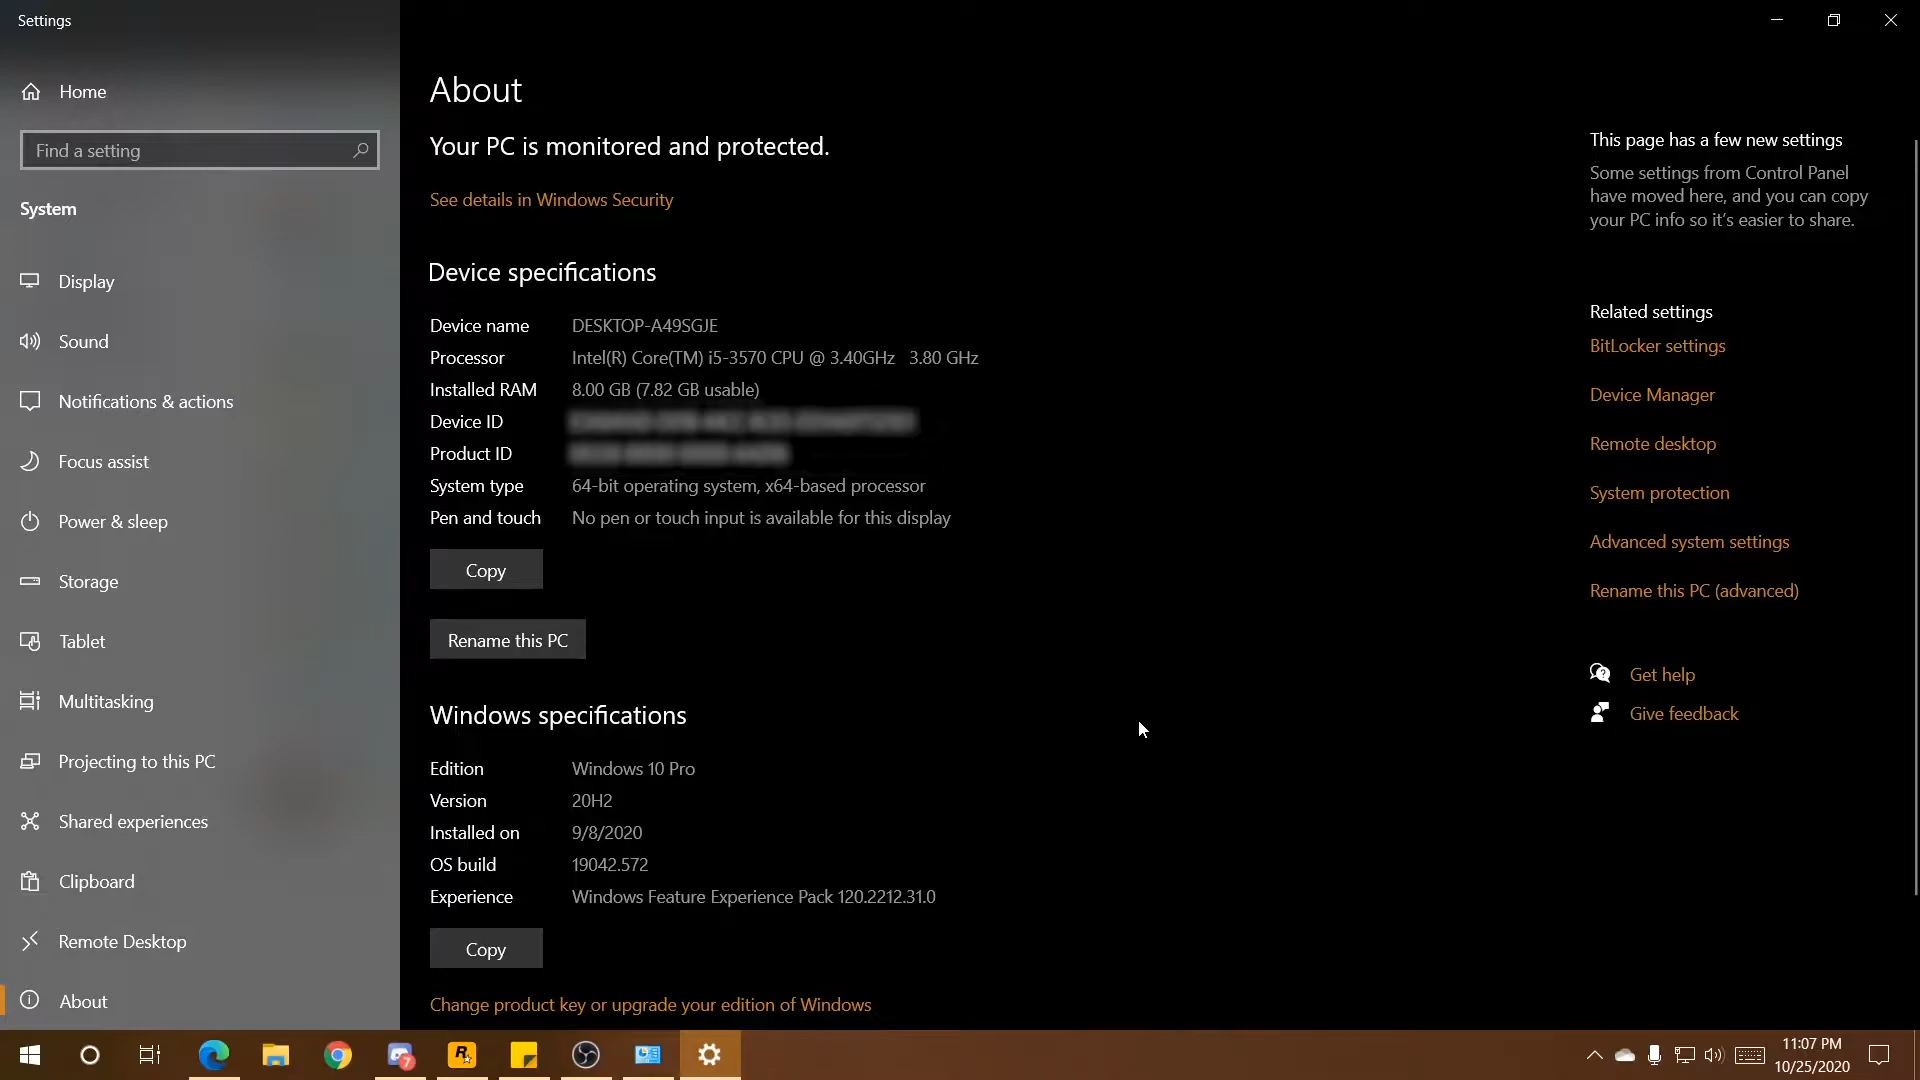 Settings
Home
Find a setting
System
Display
Sound
Notifications & actions
Focus assist
Power & sleep
Storage
Tablet
Multitasking
Projecting to this PC
Shared experiences
Clipboard
Remote Desktop
About
About
Your PC is monitored and protected.
See details in Windows Security
Device specifications
Device name DESKTOP-A49SGJE
Processor Intel(R) Core(TM) i5-3570 CPU @ 3.40GHz 3.80 GHz
Installed RAM 8.00 GB (7.82 GB usable)
Device ID
Product ID
System type 64-bit operating system, x64-based processor
Pen and touch No pen or touch input is available for this display
Copy
Rename this PC
Windows specifications
Edition Windows 10 Pro
Version 20H2
Installed on 9/8/2020
OS build 19042.572
Experience Windows Feature Experience Pack 120.2212.31.0
Copy
Change product key or upgrade your edition of Windows
This page has a few new settings
Some settings from Control Panel
have moved here, and you can copy
your PC info so it's easier to share.
Related settings
BitLocker settings
Device Manager
Remote desktop
System protection
Advanced system settings
Rename this PC (advanced)
Get help
Give feedback
7
R
11:07 PM
10/25/2020